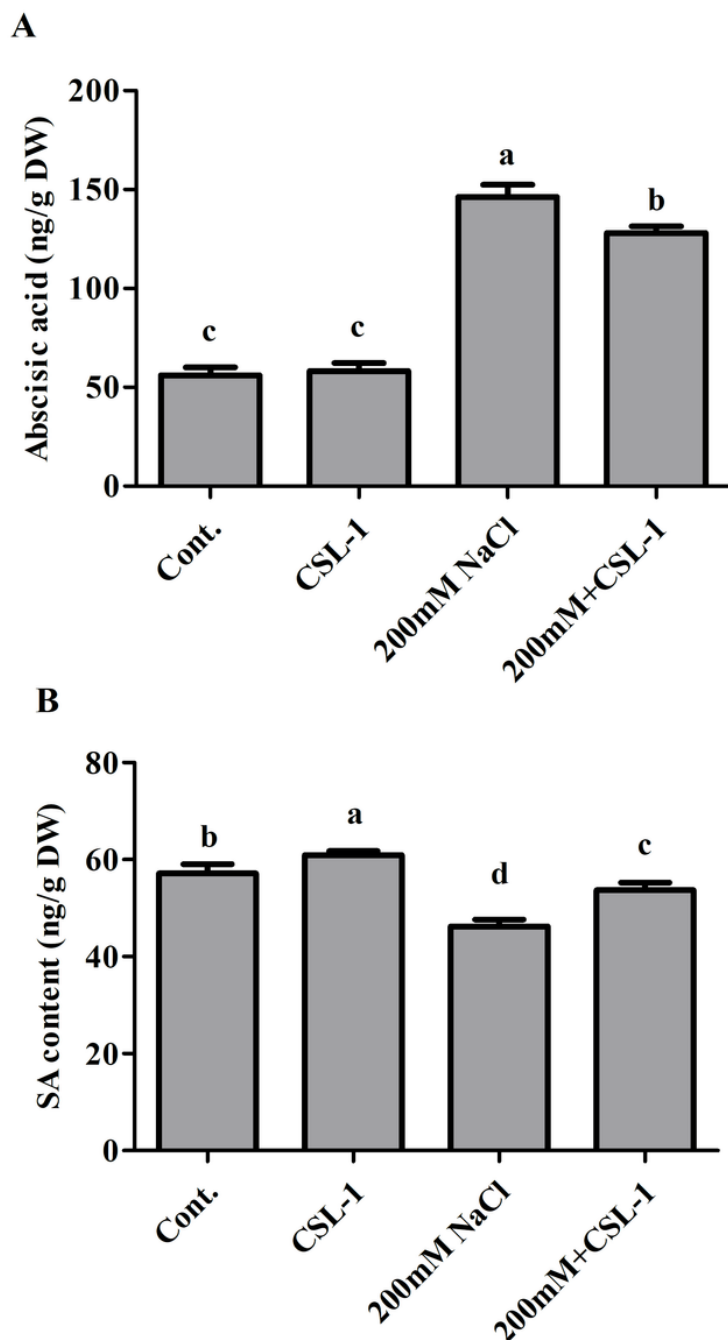 A
Abscisic acid (ng/g DW)
200
150
100
50
0
c
c
a
b
Cont.
CSL-1
200mM NaCl
200mM+CSL-1
B
SA content (ng/g DW)
80
60
40
20
0
b
a
d
c
Cont.
CSL-1
200mM NaCl
200mM+CSL-1